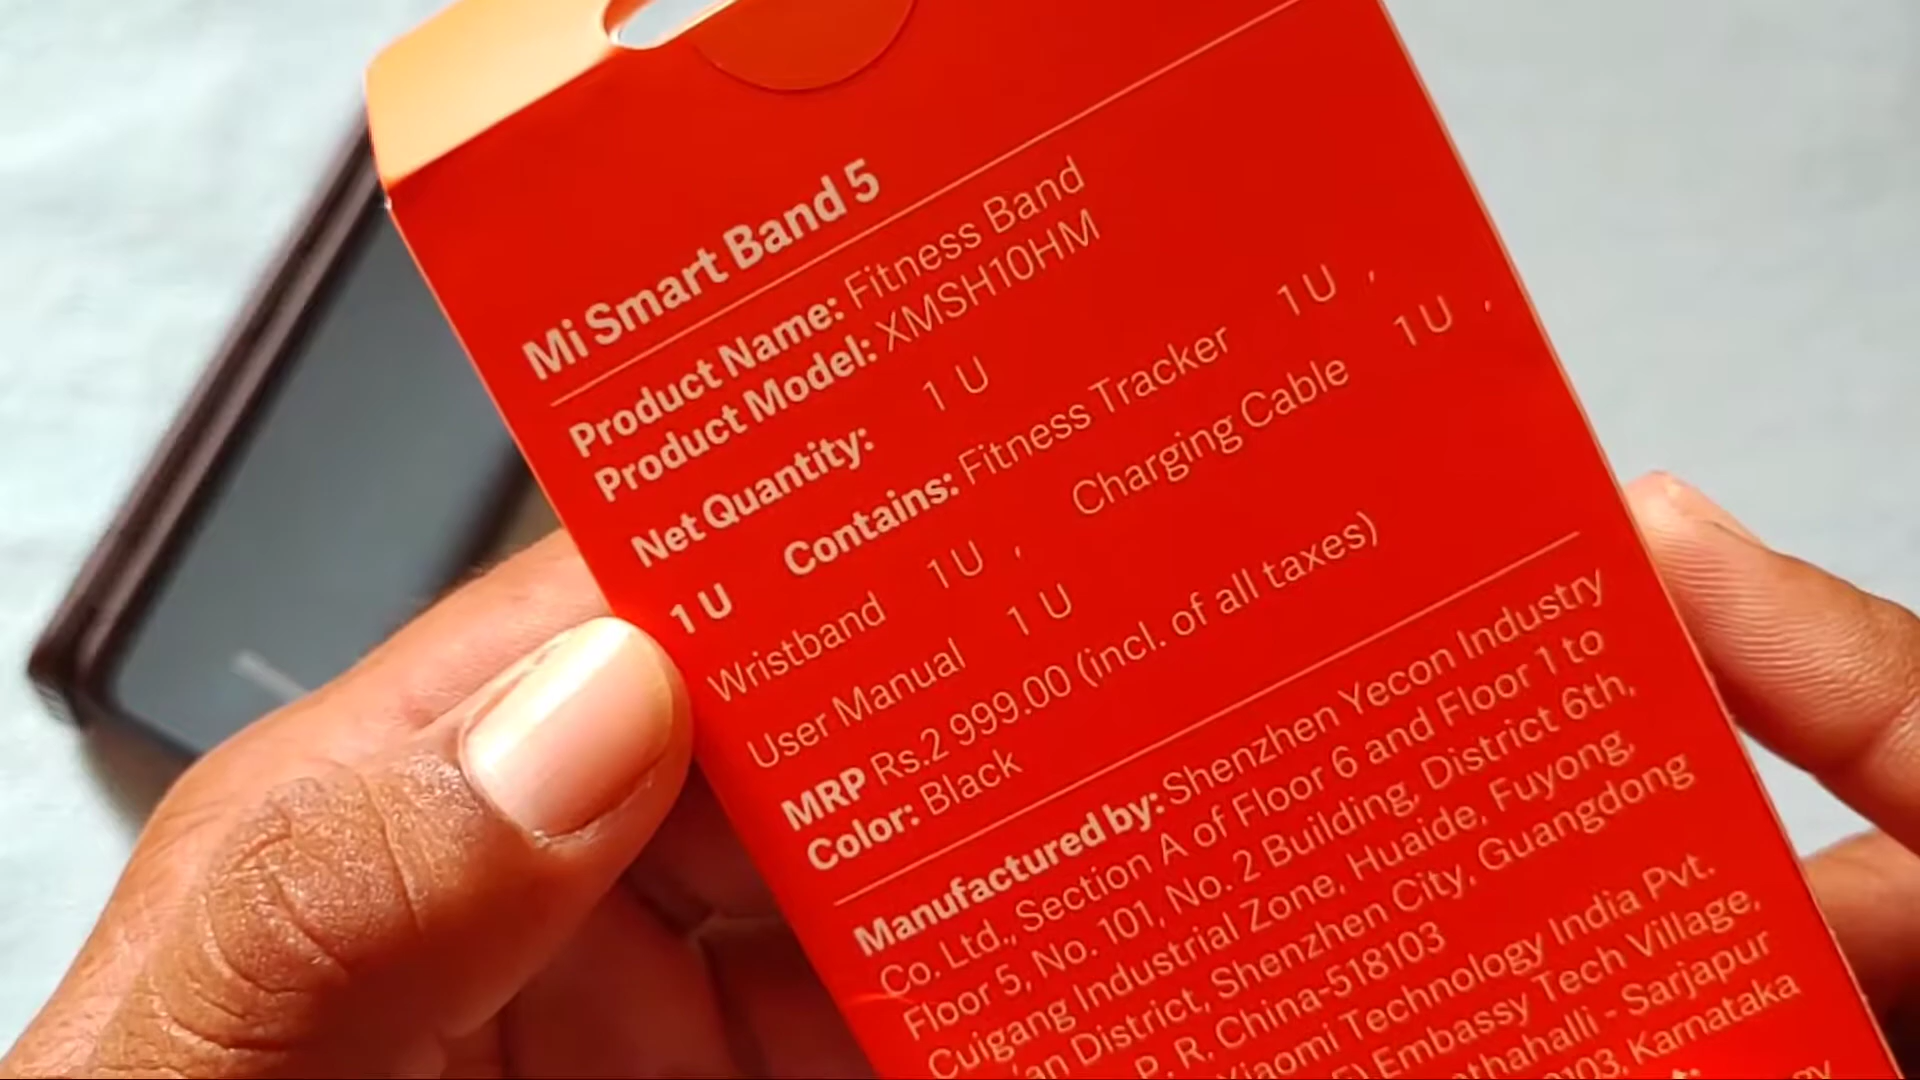 Mi Smart Band 5
Product Name: Fitness Band
Product Model: XMSH10HM
Net Quantity: 1 U
1 U Contains: Fitness Tracker 1 U ,
Wristband 1 U , Charging Cable 1 U ,
User Manual 1 U
MRP Rs.2 999.00 (incl. of all taxes)
Color: Black
Manufactured by: Shenzhen Yecon Industry
Co. Ltd., Section A of Floor 6 and Floor 1 to
Floor 5, No. 101, No. 2 Building, District 6th,
Cuigang Industrial Zone, Huaide, Fuyong,
'an District, Shenzhen City, Guangdong
P. R. China-518103
Xiaomi Technology India Pvt.
Embassy Tech Village,
athahalli - Sarjapur
0103, Karnataka